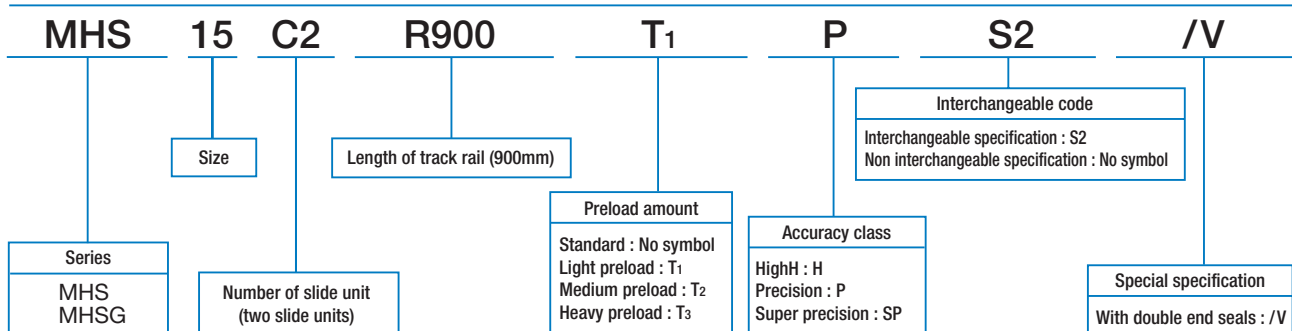 MHS 15 C2 R900 T1 P S2 /V
Interchangeable code
Interchangeable specification : S2
Non interchangeable specification : No symbol
Size
Length of track rail (900mm)
Preload amount
Standard : No symbol
Light preload : T1
Medium preload : T2
Heavy preload : T3
Accuracy class
HighH : H
Precision : P
Super precision : SP
Series
MHS
MHSG
Number of slide unit
(two slide units)
Special specification
With double end seals : /V